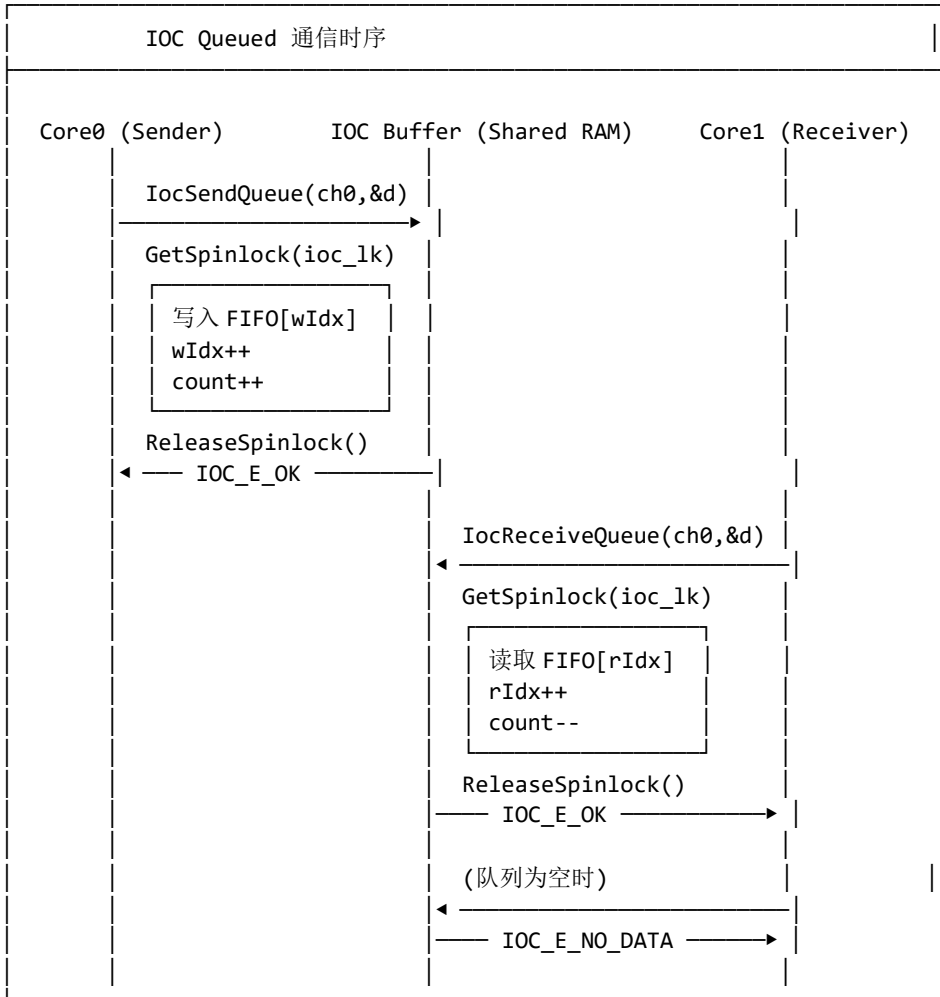 IOC Queued 通信时序
Core0 (Sender) IOC Buffer (Shared RAM) Core1 (Receiver)
IocSendQueue(ch0,&d)
GetSpinlock(ioc_lk)
写入 FIFO[wIdx]
wIdx++
count++
ReleaseSpinlock()
IOC_E_OK
IocReceiveQueue(ch0,&d)
GetSpinlock(ioc_lk)
读取 FIFO[rIdx]
rIdx++
count--
ReleaseSpinlock()
IOC_E_OK
(队列为空时)
IOC_E_NO_DATA